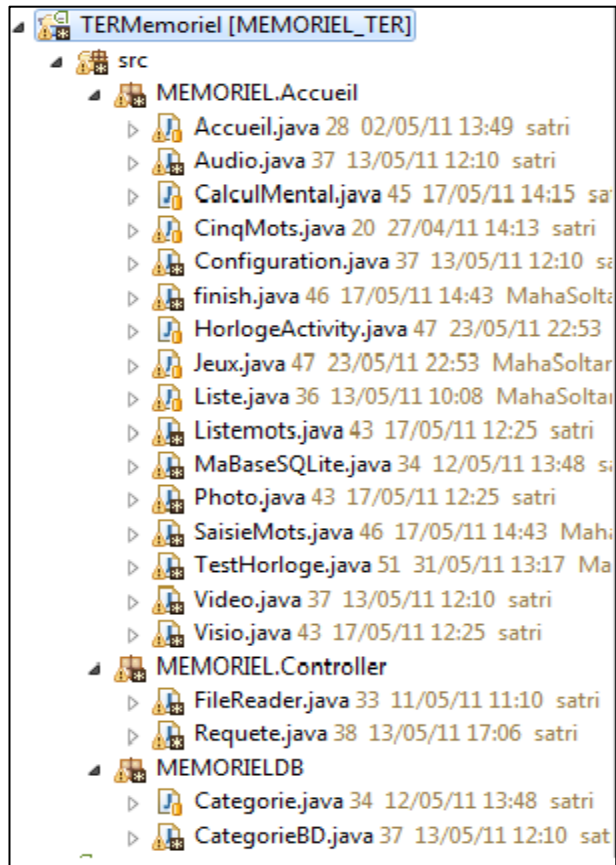 TERMemoriel [MEMORIEL_TER]
src
MEMORIEL.Accueil
Accueil.java 28 02/05/11 13:49 satri
Audio.java 37 13/05/11 12:10 satri
CalculMental.java 45 17/05/11 14:15 sa
CinqMots.java 20 27/04/11 14:13 satri
Configuration.java 37 13/05/11 12:10 sa
finish.java 46 17/05/11 14:43 MahaSolta
HorlogeActivity.java 47 23/05/11 22:53
Jeux.java 47 23/05/11 22:53 MahaSoltar
Liste.java 36 13/05/11 10:08 MahaSoltai
Listemots.java 43 17/05/11 12:25 satri
MaBaseSQLite.java 34 12/05/11 13:48 sa
Photo.java 43 17/05/11 12:25 satri
SaisieMots.java 46 17/05/11 14:43 Maha
TestHorloge.java 51 31/05/11 13:17 Ma
Video.java 37 13/05/11 12:10 satri
Visio.java 43 17/05/11 12:25 satri
MEMORIEL.Controller
FileReader.java 33 11/05/11 11:10 satri
Requete.java 38 13/05/11 17:06 satri
MEMORIELDB
Categorie.java 34 12/05/11 13:48 satri
CategorieBD.java 37 13/05/11 12:10 sat